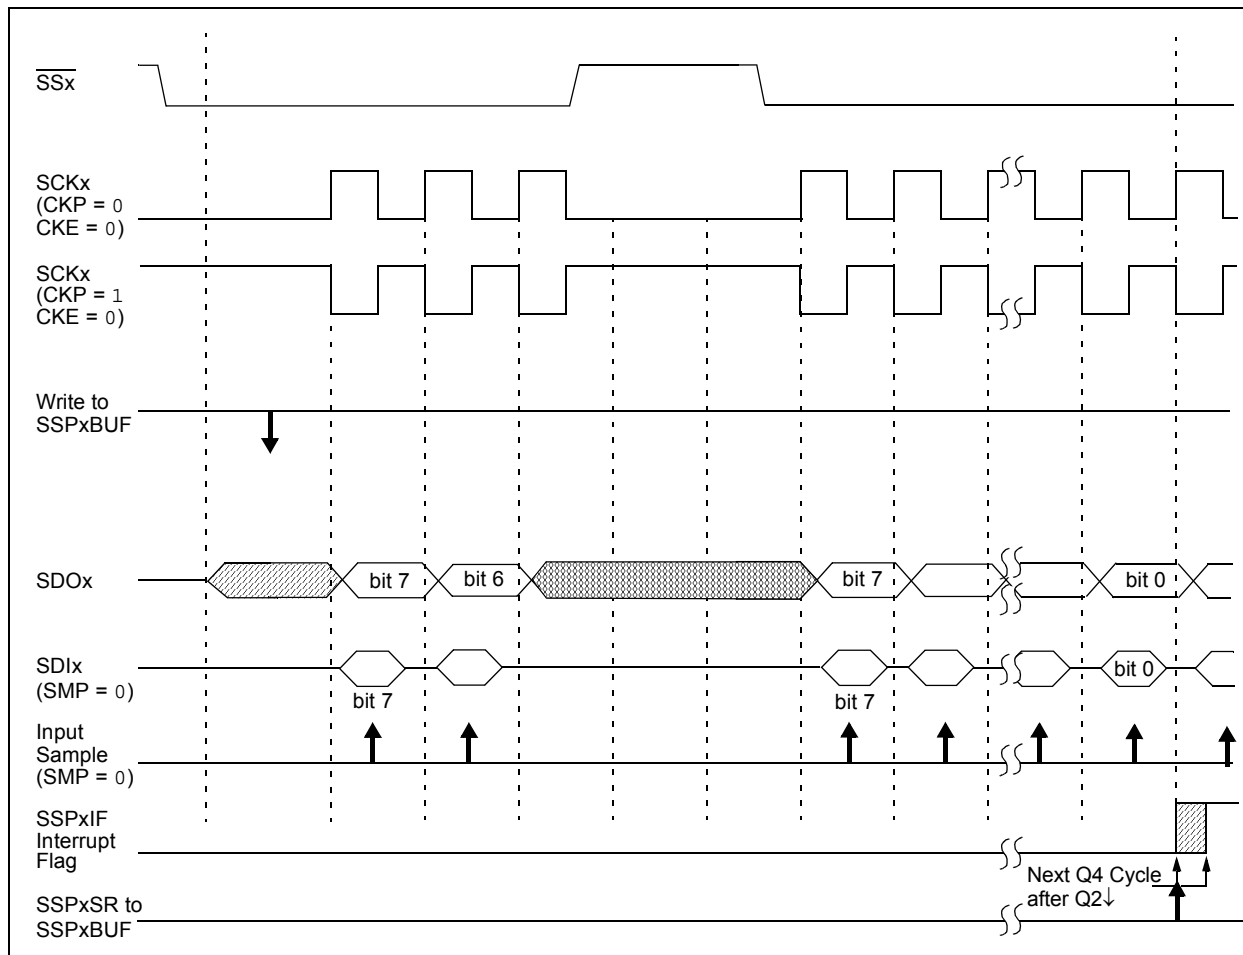 SSx
SCKx
(CKP = 0
CKE = 0)
SCKx
(CKP = 1
CKE = 0)
Write to
SSPxBUF
SDOx
bit 7
bit 6
bit 7
bit 0
SDIx
(SMP = 0)
bit 7
bit 7
bit 0
Input
Sample
(SMP = 0)
SSPxIF
Interrupt
Flag
Next Q4 Cycle
after Q2↓
SSPxSR to
SSPxBUF